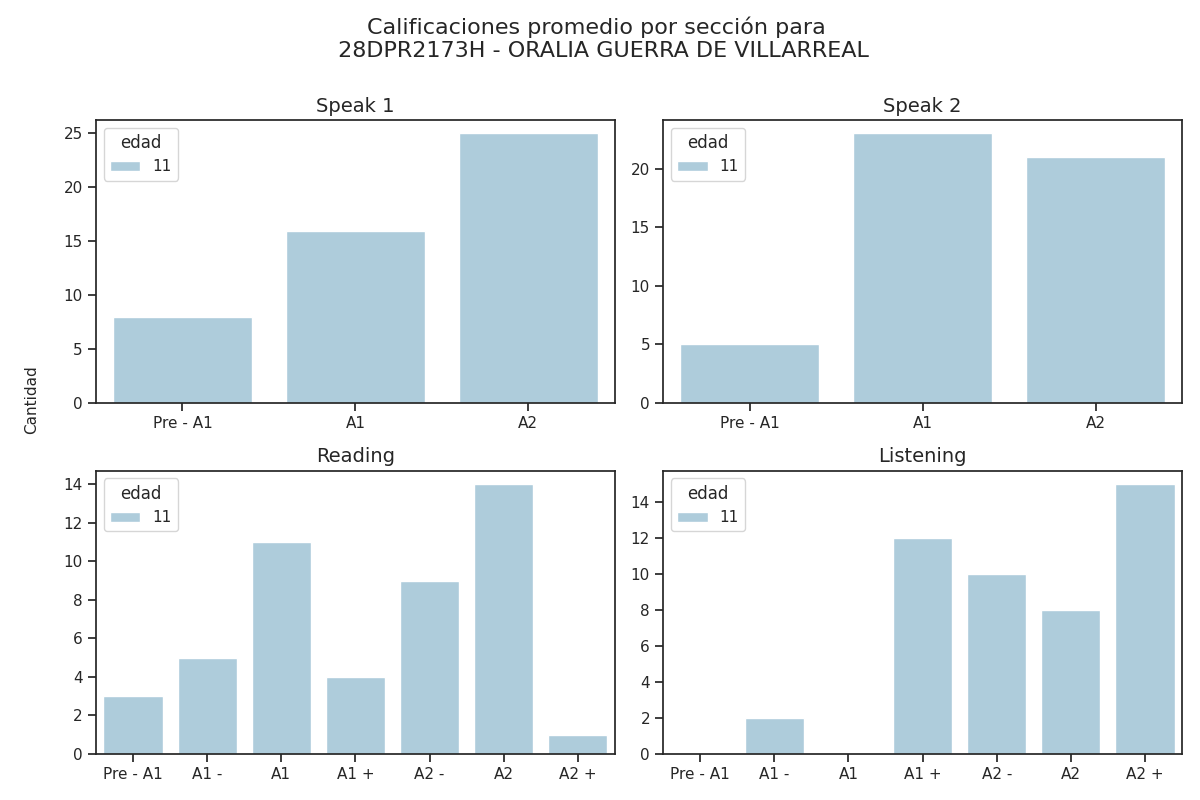 Calificaciones promedio por sección para
28DPR2173H - ORALIA GUERRA DE VILLARREAL
Cantidad
Speak 1
edad
11
25
20
15
10
5
0
Pre - A1 A1 A2
Speak 2
edad
11
20
15
10
5
0
Pre - A1 A1 A2
Reading
edad
11
14
12
10
8
6
4
2
0
Pre - A1 A1 - A1 A1 + A2 - A2 A2 +
Listening
edad
11
14
12
10
8
6
4
2
0
Pre - A1 A1 - A1 A1 + A2 - A2 A2 +